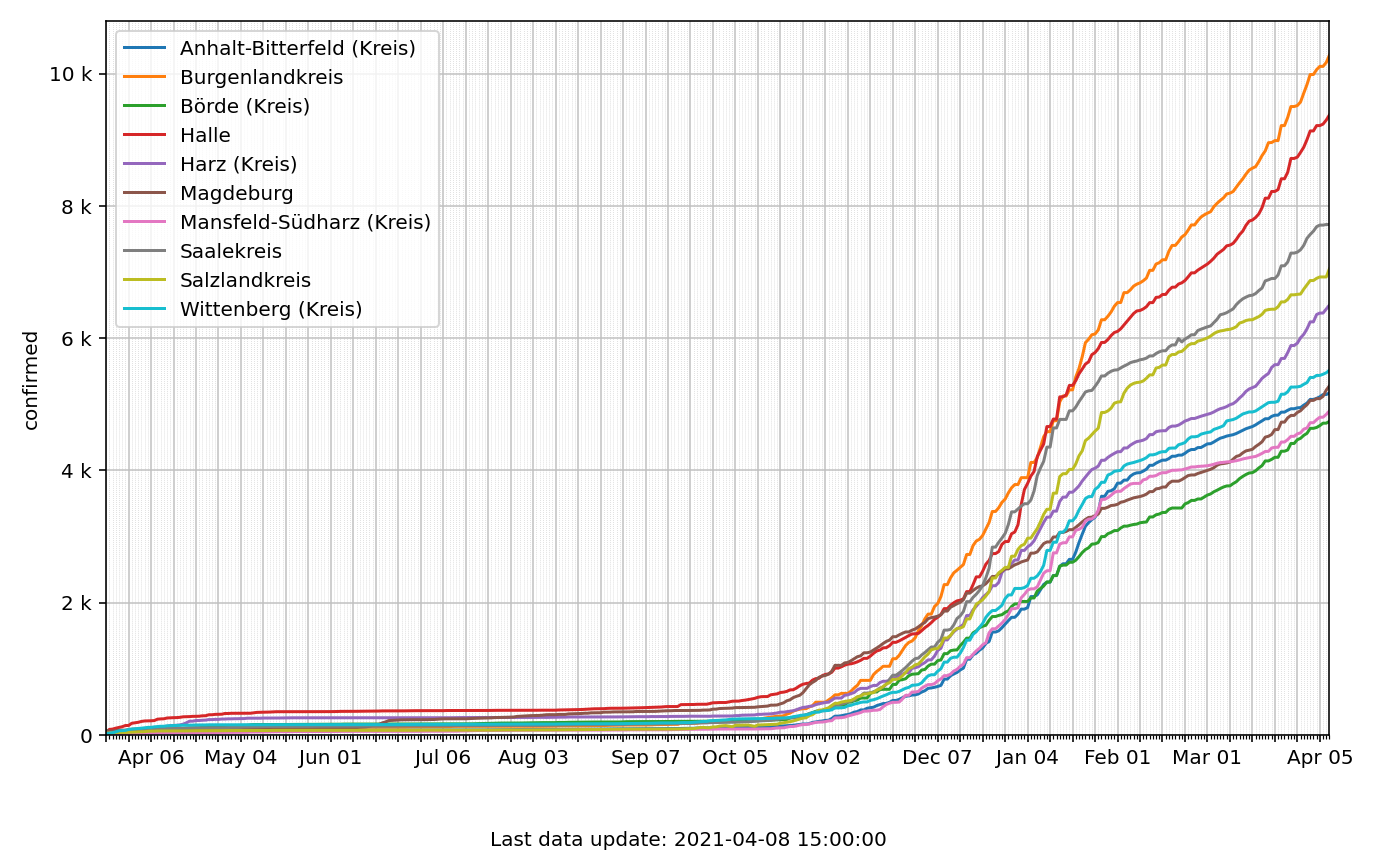 10 k
8 k
6 k
4 k
2 k
0
confirmed
Anhalt-Bitterfeld (Kreis)
Burgenlandkreis
Börde (Kreis)
Halle
Harz (Kreis)
Magdeburg
Mansfeld-Südharz (Kreis)
Saalekreis
Salzlandkreis
Wittenberg (Kreis)
Apr 06 May 04 Jun 01 Jul 06 Aug 03 Sep 07 Oct 05 Nov 02 Dec 07 Jan 04 Feb 01 Mar 01 Apr 05
Last data update: 2021-04-08 15:00:00